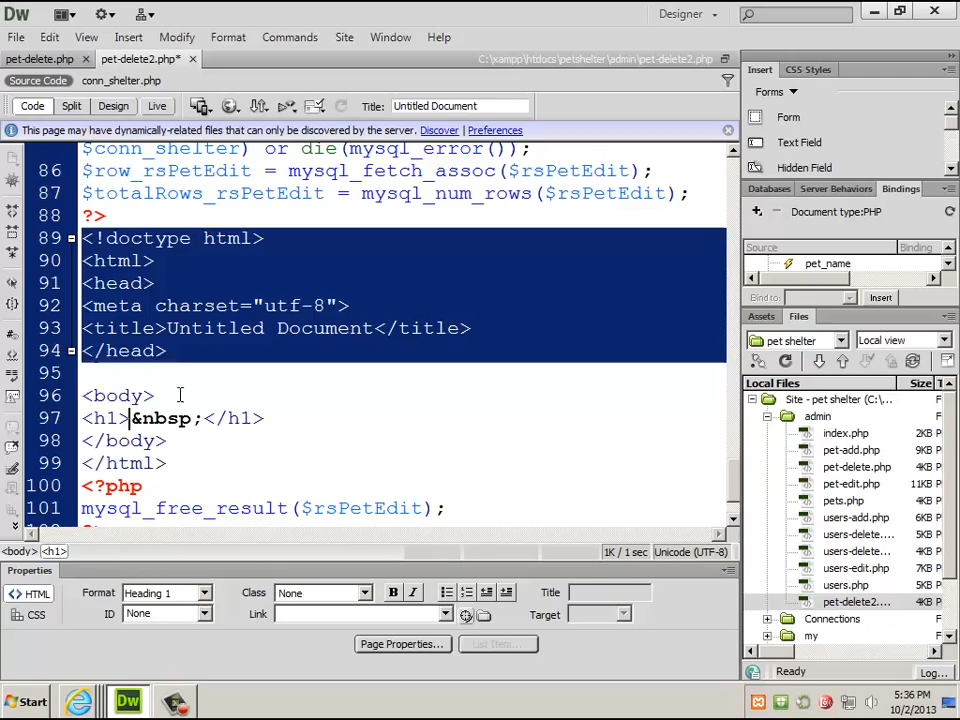 Dw Designer
File Edit View Insert Modify Format Commands Site Window Help
pet-delete.php pet-delete2.php* C:\xampp\htdocs\petshelter\admin\pet-delete2.php
Source Code conn_shelter.php
Code Split Design Live Title: Untitled Document
This page may have dynamically-related files that can only be discovered by the server. Discover | Preferences
$conn_shelter) or die(mysql_error());
86 $row_rsPetEdit = mysql_fetch_assoc($rsPetEdit);
87 $totalRows_rsPetEdit = mysql_num_rows($rsPetEdit);
88 ?>
89 <!doctype html>
90 <html>
91 <head>
92 <meta charset="utf-8">
93 <title>Untitled Document</title>
94 </head>
95
96 <body>
97 <h1>&nbsp;</h1>
98 </body>
99 </html>
100 <?php
101 mysql_free_result($rsPetEdit);
<body> <h1> 1K / 1 sec Unicode (UTF-8)
Properties
<> HTML Format Heading 1 Class None B I Title
CSS ID None Link Target
Page Properties... List Item...
Insert CSS Styles
Forms
Form
Text Field
Hidden Field
Databases Server Behaviors Bindings
Document type:PHP
Source Binding
pet_name
Bind to: Insert
Assets Files
pet shelter Local view
Local Files Size
Site - pet shelter (C:\...
admin
index.php 2KB P
pet-add.php 9KB P
pet-delete.php 4KB P
pet-edit.php 11KB P
pets.php 5KB P
users-add.php 6KB P
users-delete.... 5KB P
users-delete... 4KB P
users-edit.php 7KB P
users.php 5KB P
pet-delete2.... 4KB P
Connections
my
Ready Log...
Start Dw 5:36 PM
10/2/2013